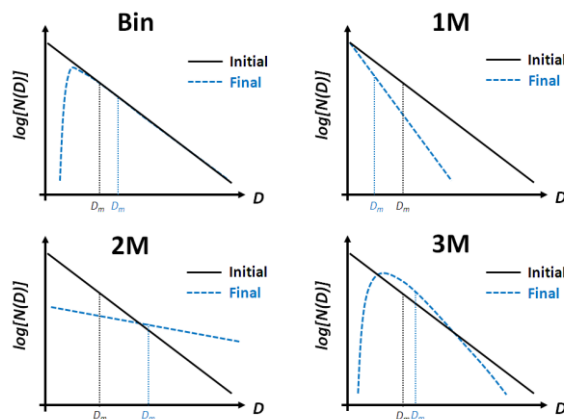 Bin
log[N(D)]
Initial
Final
Dm Dm
D
1M
log[N(D)]
Initial
Final
Dm Dm
D
2M
log[N(D)]
Initial
Final
Dm Dm
D
3M
log[N(D)]
Initial
Final
Dm Dm
D